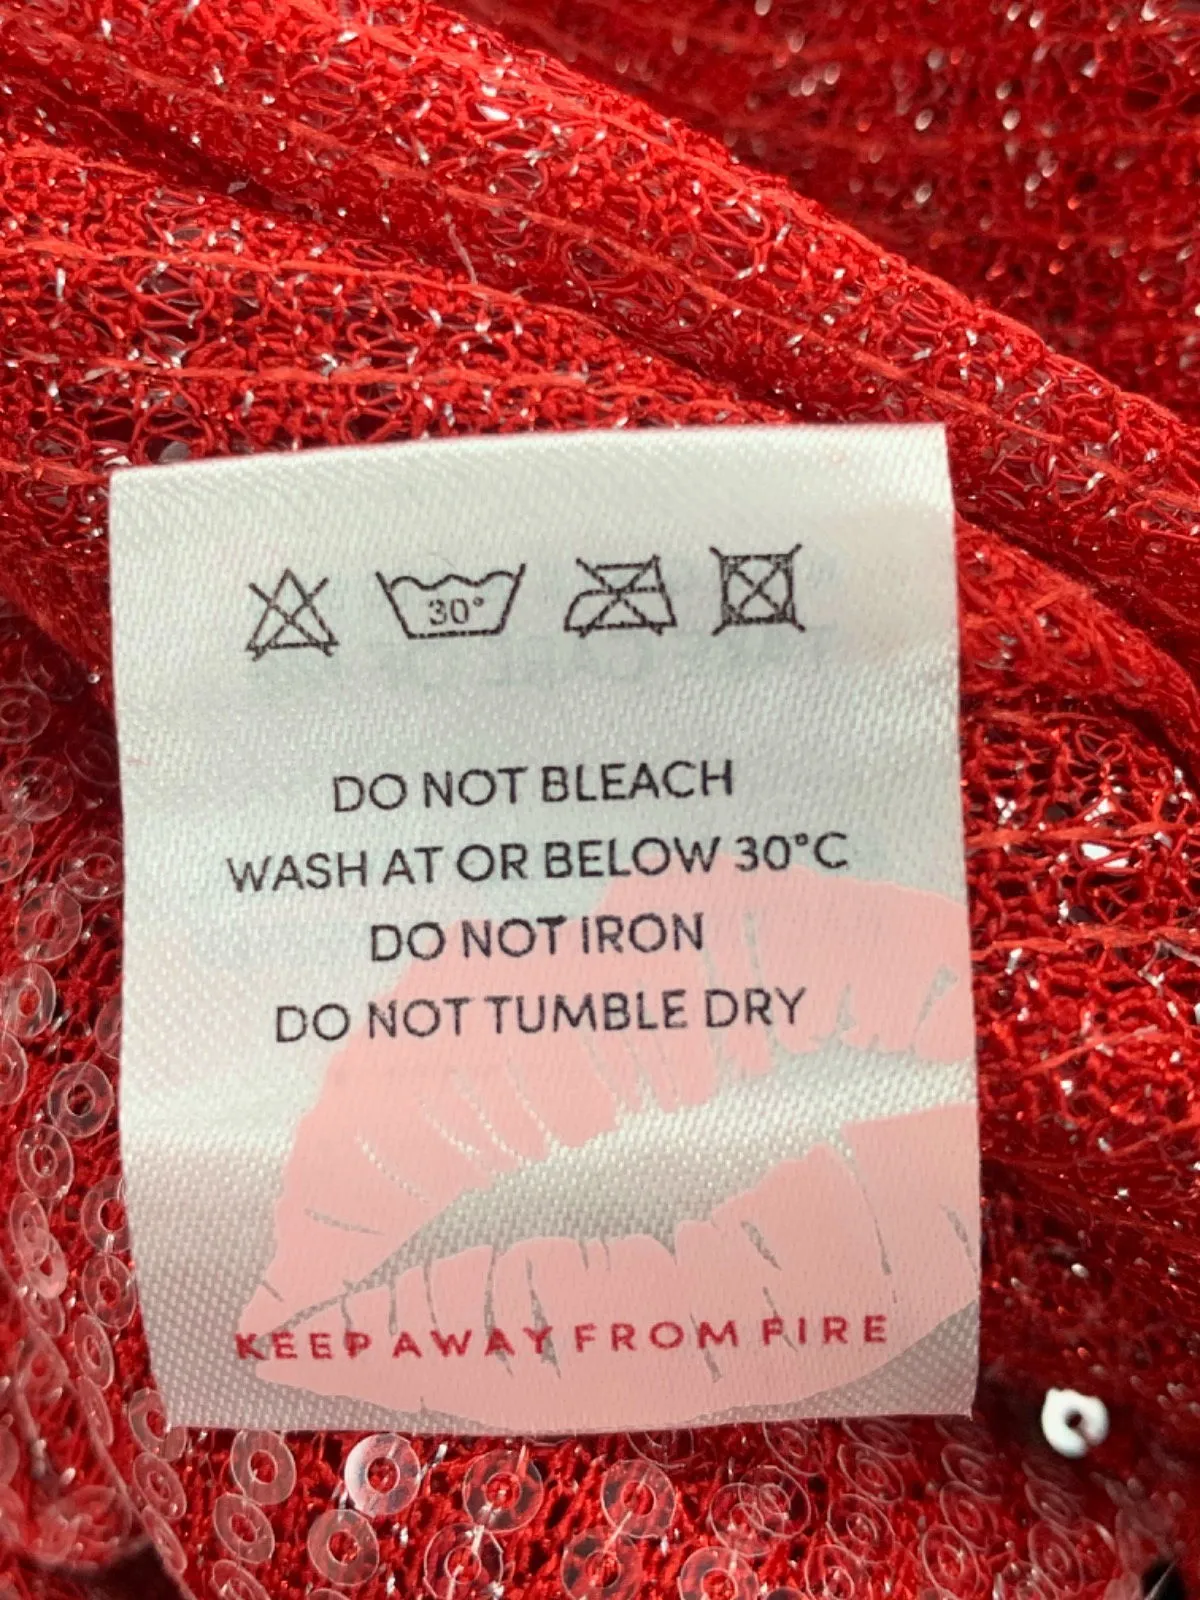 30°
DO NOT BLEACH
WASH AT OR BELOW 30°C
DO NOT IRON
DO NOT TUMBLE DRY
KEEP AWAY FROM FIRE